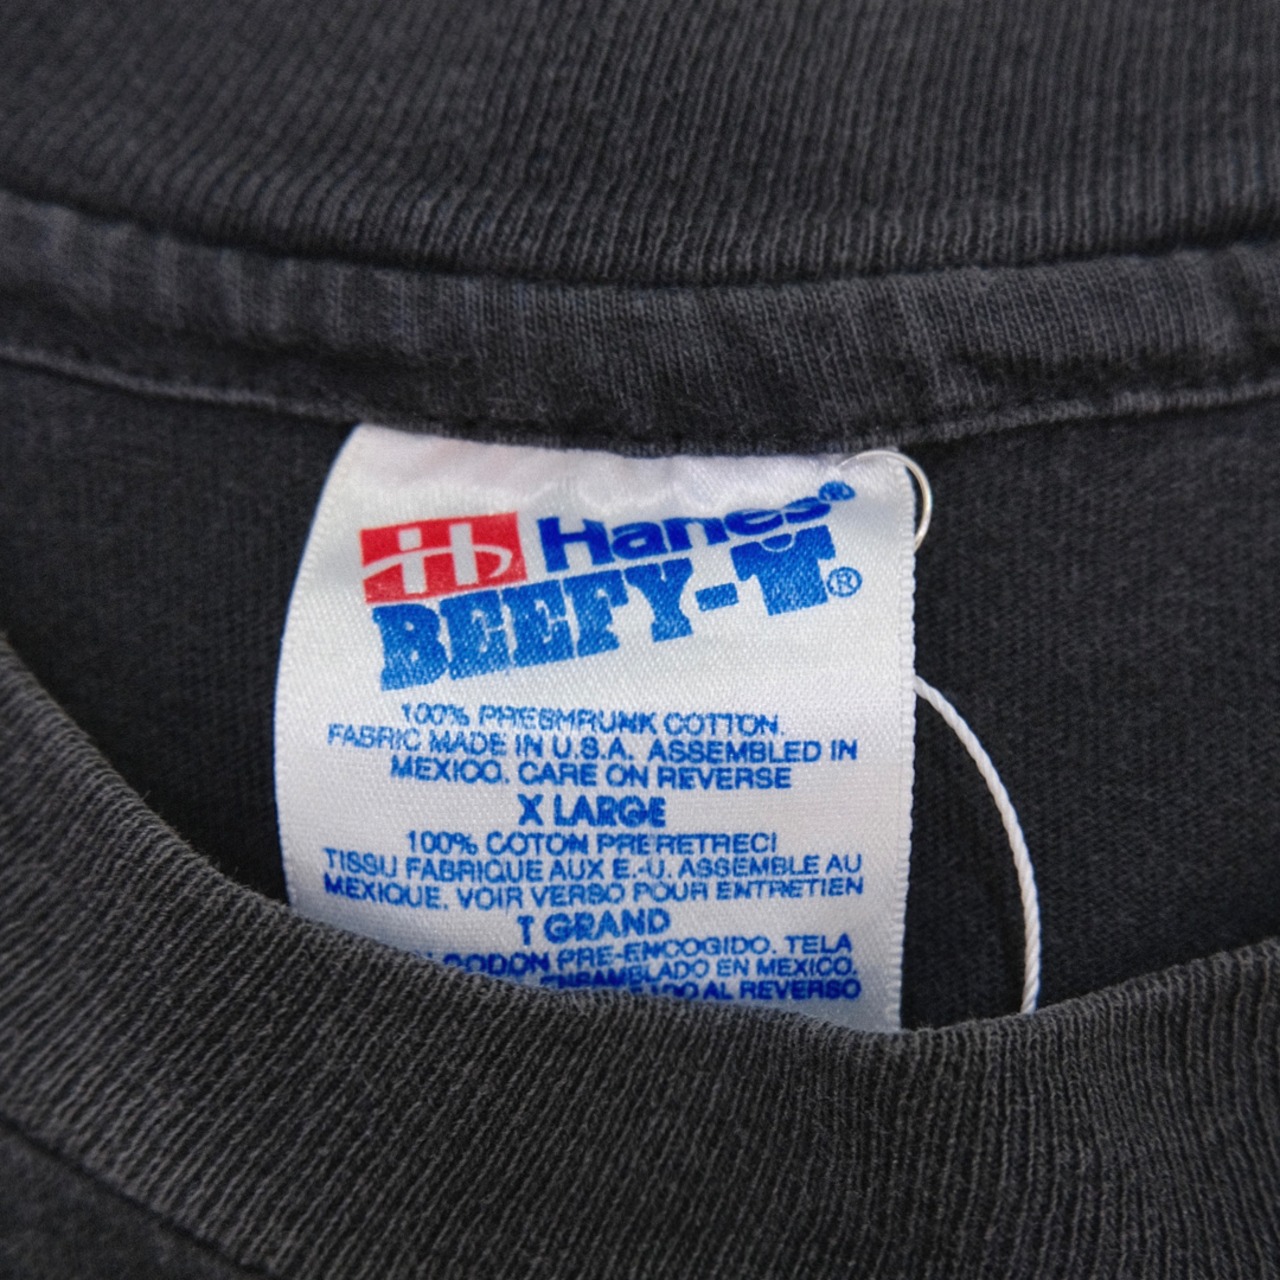 Hanes®
BEEFY-T®
100% PRESHRUNK COTTON.
FABRIC MADE IN U.S.A. ASSEMBLED IN
MEXICO. CARE ON REVERSE
X LARGE
100% COTON PRERETRECI
TISSU FABRIQUE AUX E.-U. ASSEMBLE AU
MEXIQUE. VOIR VERSO POUR ENTRETIEN
T GRAND
PRE-ENCOGIDO. TELA
ENSAMBLADO EN MEXICO.
AL REVERSO